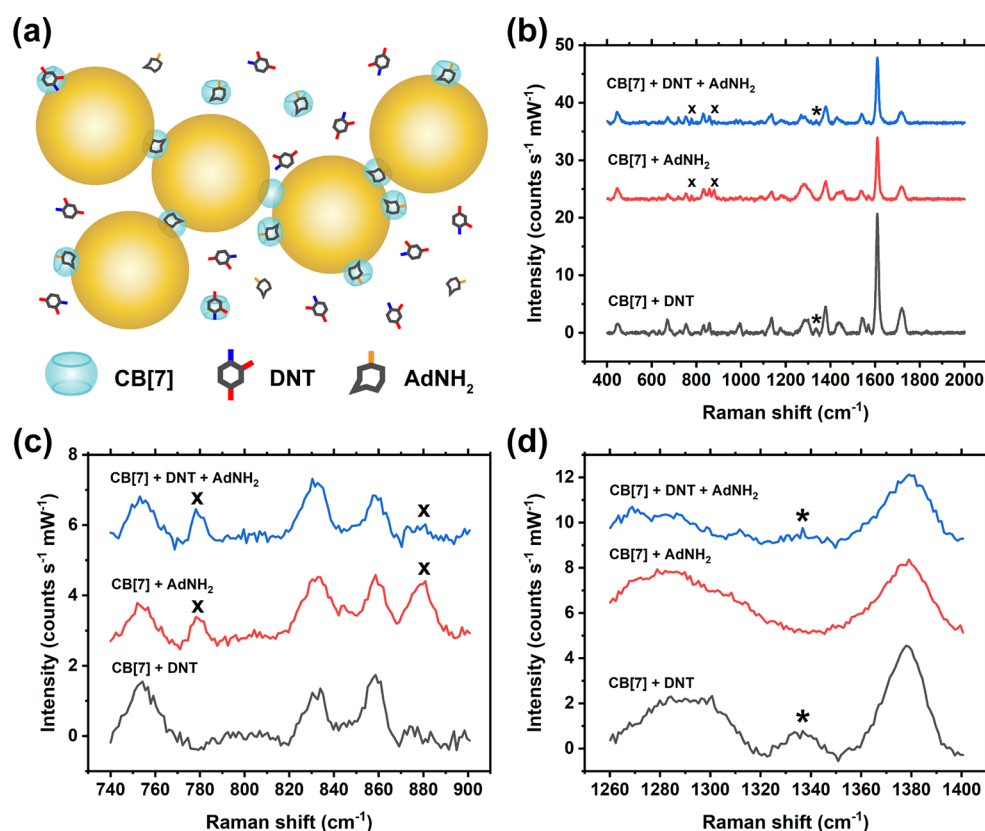 (a)
CB[7]
DNT
AdNH₂
(b)
50
40
30
20
10
0
Intensity (counts s⁻¹ mW⁻¹)
CB[7] + DNT + AdNH₂
x x *
CB[7] + AdNH₂
x x
CB[7] + DNT
*
400 600 800 1000 1200 1400 1600 1800 2000
Raman shift (cm⁻¹)
(c)
8
6
4
2
0
Intensity (counts s⁻¹ mW⁻¹)
CB[7] + DNT + AdNH₂
x x
CB[7] + AdNH₂
x x
CB[7] + DNT
740 760 780 800 820 840 860 880 900
Raman shift (cm⁻¹)
(d)
12
10
8
6
4
2
0
Intensity (counts s⁻¹ mW⁻¹)
CB[7] + DNT + AdNH₂
*
CB[7] + AdNH₂
CB[7] + DNT
*
1260 1280 1300 1320 1340 1360 1380 1400
Raman shift (cm⁻¹)